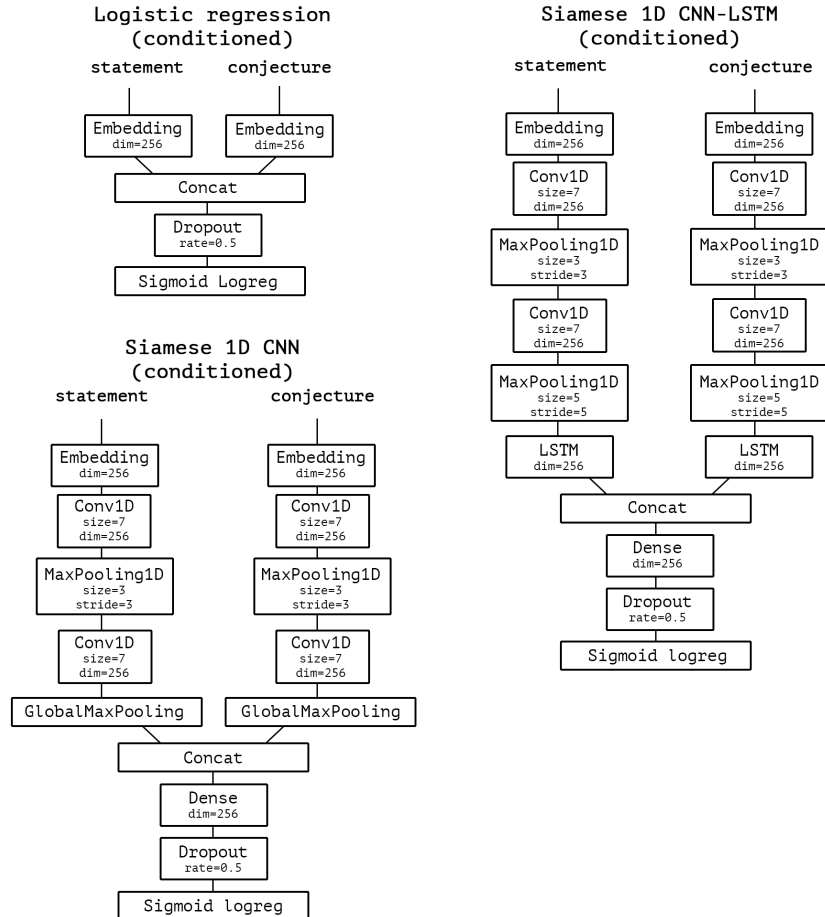 Logistic regression
(conditioned)
statement conjecture
Embedding Embedding
dim=256 dim=256
Concat
Dropout
rate=0.5
Sigmoid Logreg
Siamese 1D CNN
(conditioned)
statement conjecture
Embedding Embedding
dim=256 dim=256
Conv1D Conv1D
size=7 size=7
dim=256 dim=256
MaxPooling1D MaxPooling1D
size=3 size=3
stride=3 stride=3
Conv1D Conv1D
size=7 size=7
dim=256 dim=256
GlobalMaxPooling GlobalMaxPooling
Concat
Dense
dim=256
Dropout
rate=0.5
Sigmoid logreg
Siamese 1D CNN-LSTM
(conditioned)
statement conjecture
Embedding Embedding
dim=256 dim=256
Conv1D Conv1D
size=7 size=7
dim=256 dim=256
MaxPooling1D MaxPooling1D
size=3 size=3
stride=3 stride=3
Conv1D Conv1D
size=7 size=7
dim=256 dim=256
MaxPooling1D MaxPooling1D
size=5 size=5
stride=5 stride=5
LSTM LSTM
dim=256 dim=256
Concat
Dense
dim=256
Dropout
rate=0.5
Sigmoid logreg